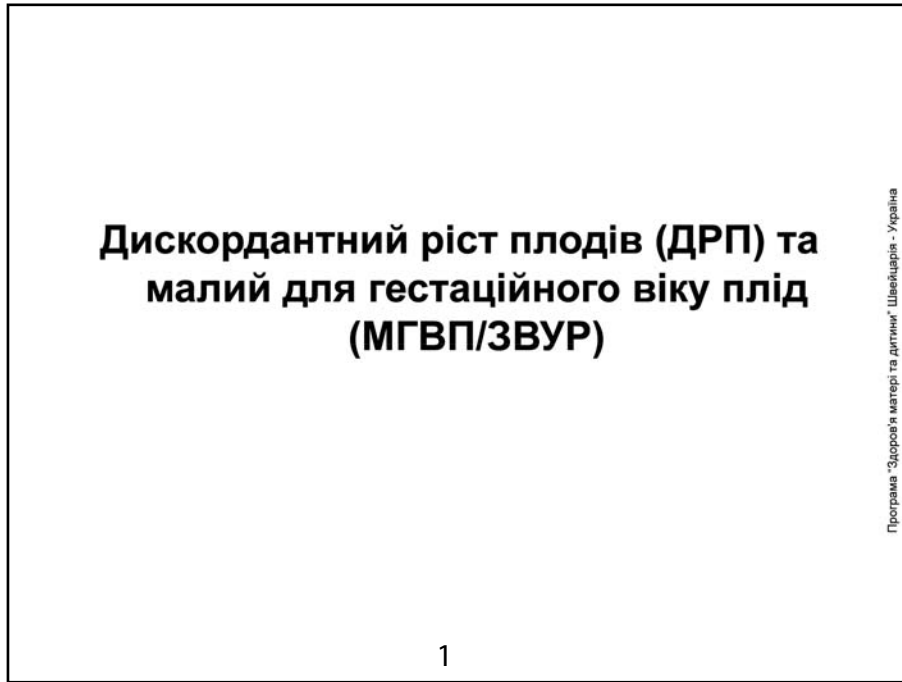 Дискордантний ріст плодів (ДРП) та
малий для гестаційного віку плід
(МГВП/ЗВУР)
Програма "Здоров'я матері та дитини" Швейцарія - Україна
1